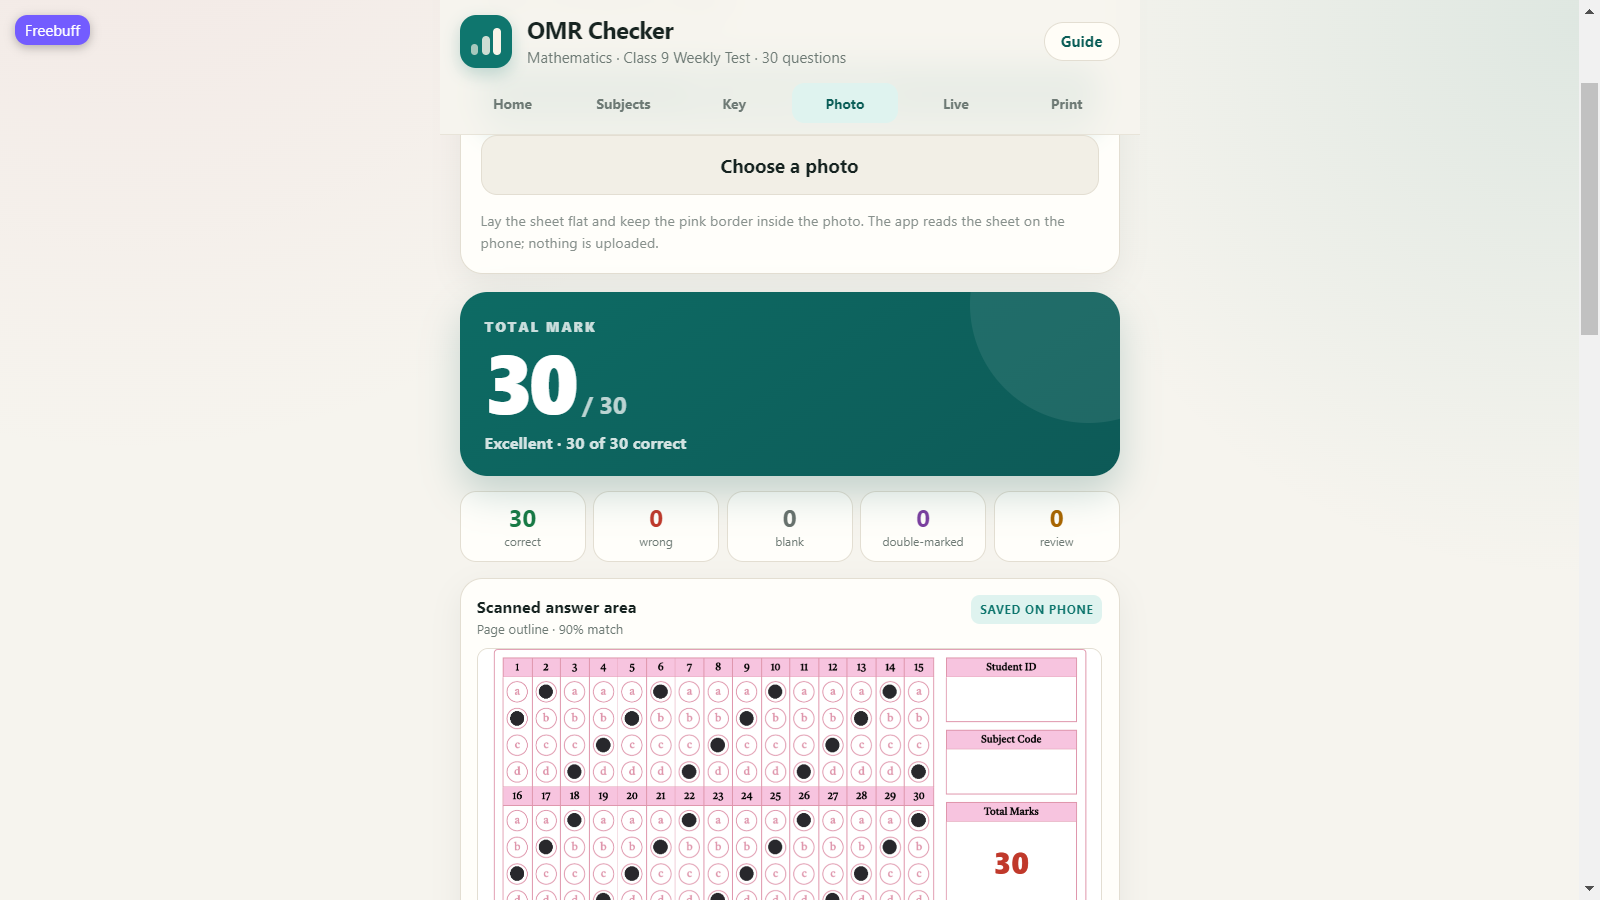 Freebuff
OMR Checker
Mathematics · Class 9 Weekly Test · 30 questions
Guide
Home Subjects Key Photo Live Print
Choose a photo
Lay the sheet flat and keep the pink border inside the photo. The app reads the sheet on the
phone; nothing is uploaded.
TOTAL MARK
30 / 30
Excellent · 30 of 30 correct
30 0 0 0 0
correct wrong blank double-marked review
Scanned answer area
SAVED ON PHONE
Page outline · 90% match
1 2 3 4 5 6 7 8 9 10 11 12 13 14 15
a a a a a a a a a a a
b b b b b b b b b b b
c c c c c c c c c c c c
d d d d d d d d d d d
16 17 18 19 20 21 22 23 24 25 26 27 28 29 30
a a a a a a a a a a a
b b b b b b b b b b b
c c c c c c c c c c c
d d d d d d d d d d d d
Student ID
Subject Code
Total Marks
30